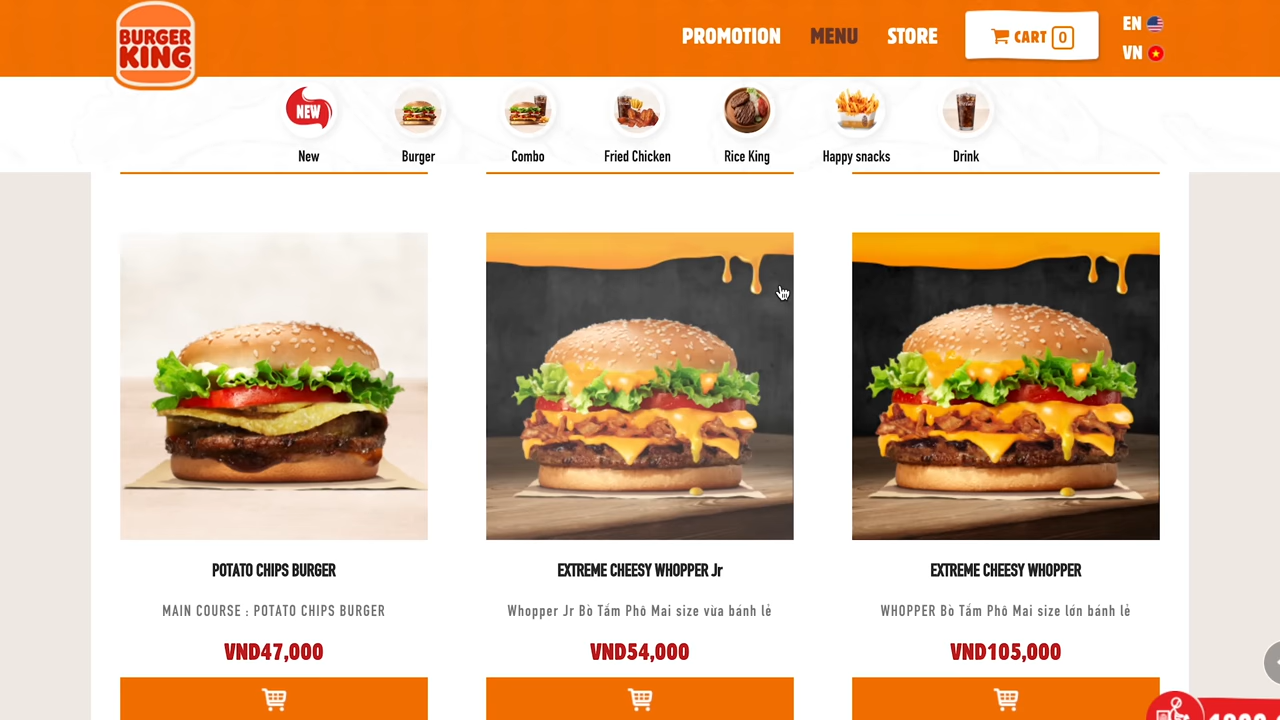 BURGER
KING
PROMOTION
MENU
STORE
CART 0
EN
VN
NEW
New
Burger
Combo
Fried Chicken
Rice King
Happy snacks
Drink
POTATO CHIPS BURGER
MAIN COURSE : POTATO CHIPS BURGER
VND47,000
EXTREME CHEESY WHOPPER Jr
Whopper Jr Bò Tắm Phô Mai size vừa bánh lẻ
VND54,000
EXTREME CHEESY WHOPPER
WHOPPER Bò Tắm Phô Mai size lớn bánh lẻ
VND105,000